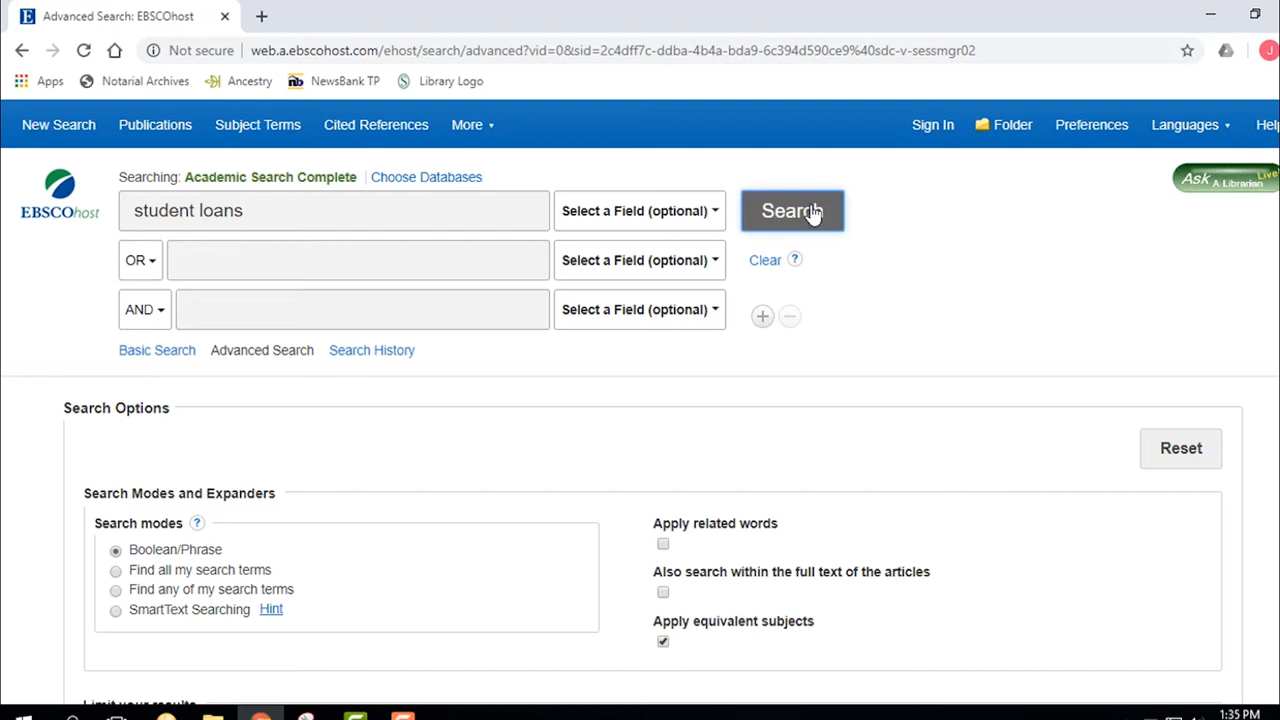 Advanced Search: EBSCOhost
Not secure web.a.ebscohost.com/ehost/search/advanced?vid=0&sid=2c4dff7c-ddba-4b4a-bda9-6c394d590ce9%40sdc-v-sessmgr02
J
Apps Notarial Archives Ancestry NewsBank TP Library Logo
New Search Publications Subject Terms Cited References More Sign In Folder Preferences Languages Help
Searching: Academic Search Complete Choose Databases
Ask A Librarian Live!
EBSCOhost
student loans Select a Field (optional) Search
OR Select a Field (optional) Clear ?
AND Select a Field (optional)
Basic Search Advanced Search Search History
Search Options
Reset
Search Modes and Expanders
Search modes ?
Boolean/Phrase
Find all my search terms
Find any of my search terms
SmartText Searching Hint
Apply related words
Also search within the full text of the articles
Apply equivalent subjects
Limit your results
1:35 PM